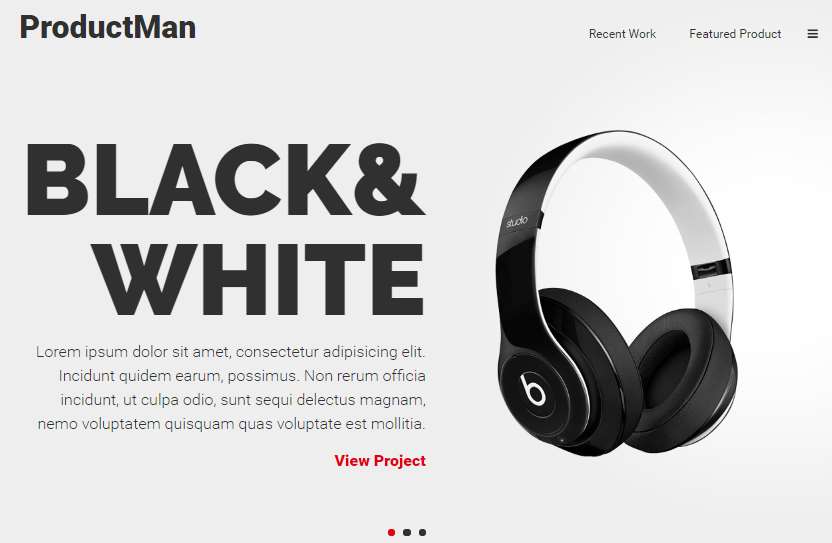 ProductMan
Recent Work
Featured Product
BLACK&
WHITE
Lorem ipsum dolor sit amet, consectetur adipisicing elit.
Incidunt quidem earum, possimus. Non rerum officia
incidunt, ut culpa odio, sunt sequi delectus magnam,
nemo voluptatem quisquam quas voluptate est mollitia.
View Project
studio
b